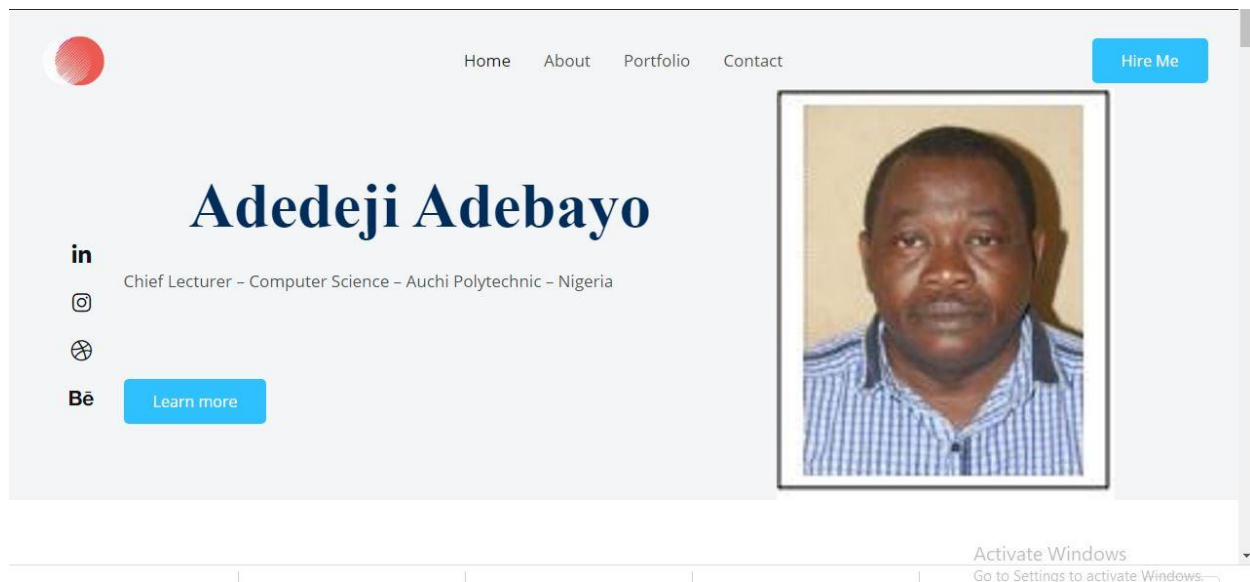 Home About Portfolio Contact Hire Me
Adedeji Adebayo
in
Chief Lecturer – Computer Science – Auchi Polytechnic – Nigeria
Bē Learn more
Activate Windows
Go to Settings to activate Windows.